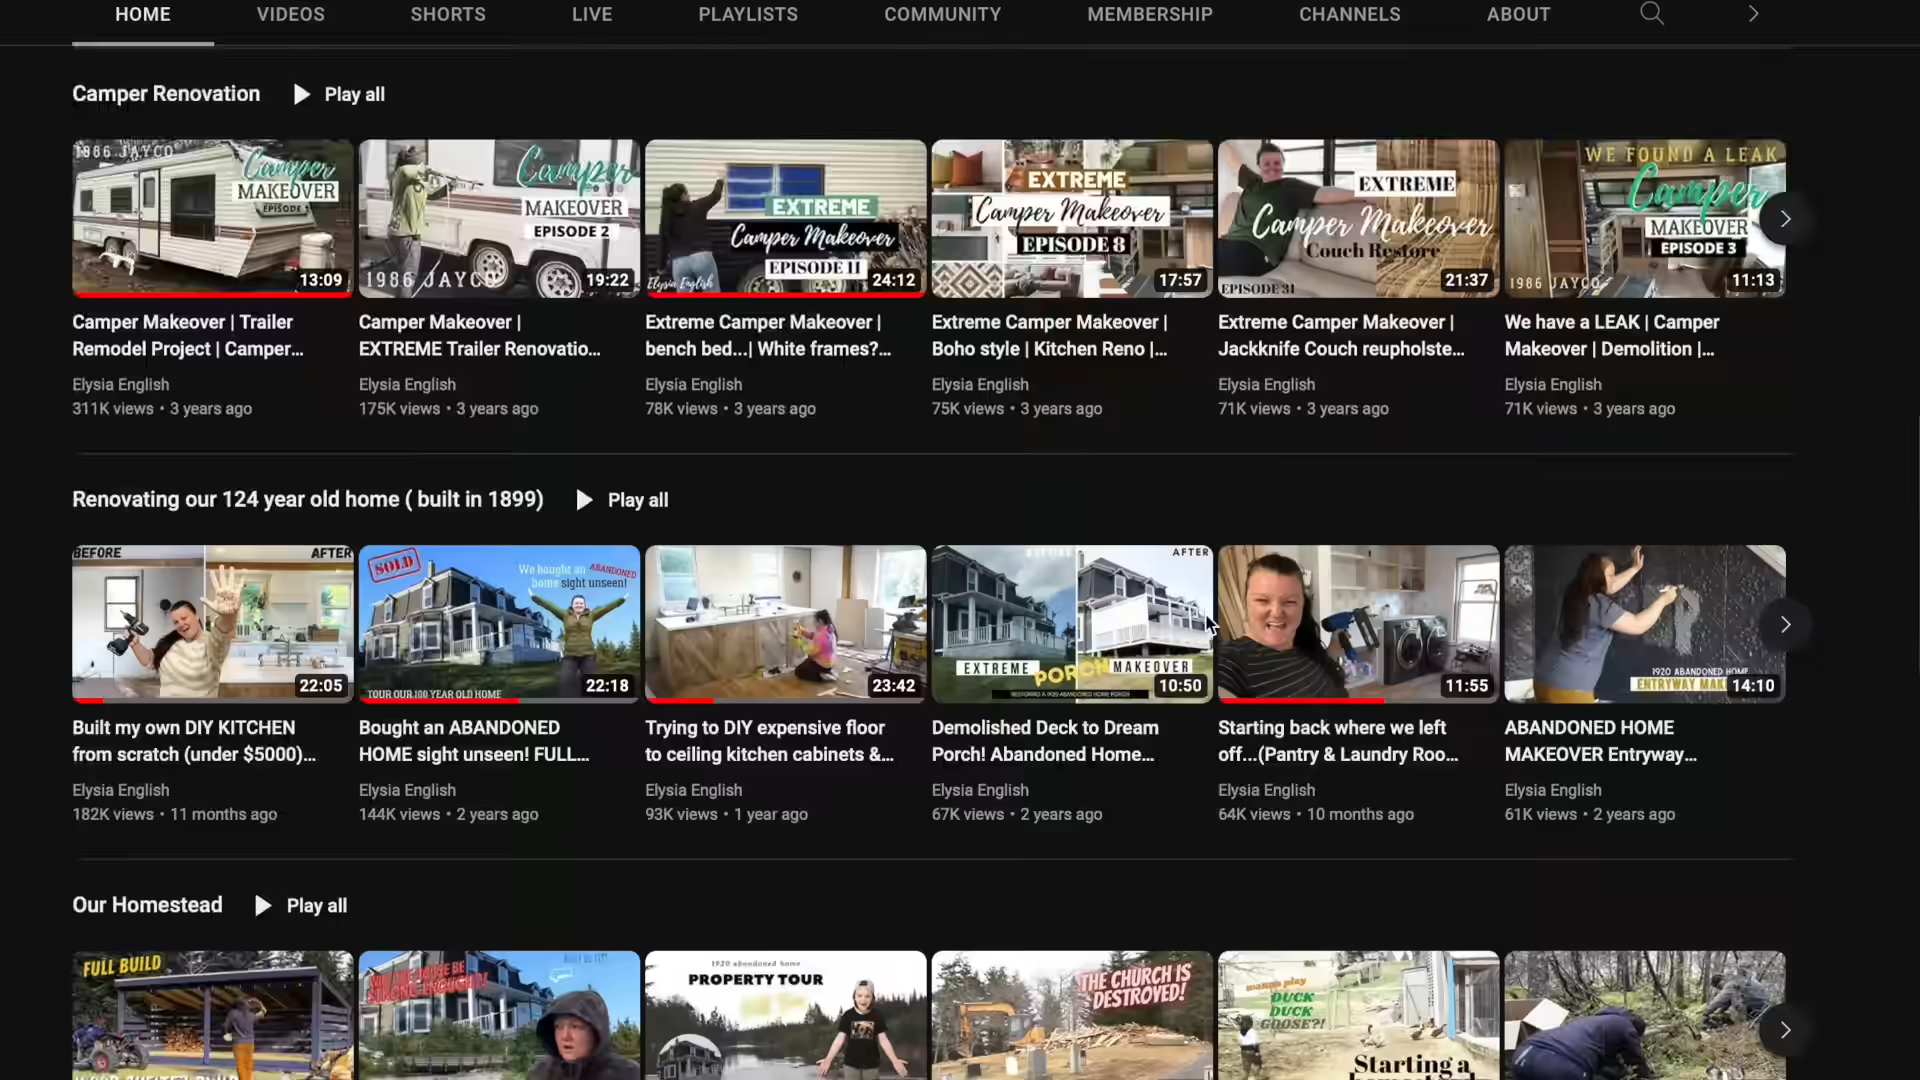 HOME VIDEOS SHORTS LIVE PLAYLISTS COMMUNITY MEMBERSHIP CHANNELS ABOUT
Camper Renovation Play all
1986 JAYCO
Camper
MAKEOVER
EPISODE
13:09
Camper
MAKEOVER
EPISODE 2
1986 JAYCO
19:22
EXTREME
Camper Makeover
EPISODE 11
Elysia English
24:12
EXTREME
Camper Makeover
EPISODE 8
17:57
EXTREME
Camper Makeover
Couch Restore
EPISODE 31
21:37
WE FOUND A LEAK
Camper
MAKEOVER
EPISODE 3
1986 JAYCO
11:13
Camper Makeover | Trailer
Remodel Project | Camper...
Elysia English
311K views • 3 years ago
Camper Makeover |
EXTREME Trailer Renovatio...
Elysia English
175K views • 3 years ago
Extreme Camper Makeover |
bench bed...| White frames?...
Elysia English
78K views • 3 years ago
Extreme Camper Makeover |
Boho style | Kitchen Reno |...
Elysia English
75K views • 3 years ago
Extreme Camper Makeover |
Jackknife Couch reupholste...
Elysia English
71K views • 3 years ago
We have a LEAK | Camper
Makeover | Demolition |...
Elysia English
71K views • 3 years ago
Renovating our 124 year old home ( built in 1899) Play all
BEFORE AFTER
22:05
SOLD
We bought an ABANDONED
home sight unseen!
TOUR OUR 100 YEAR OLD HOME
22:18
23:42
AFTER
EXTREME PORCH MAKEOVER
RESTORING A 1920 ABANDONED HOME PORCH
10:50
11:55
1920 ABANDONED HOME
ENTRYWAY MAK
14:10
Built my own DIY KITCHEN
from scratch (under $5000)...
Elysia English
182K views • 11 months ago
Bought an ABANDONED
HOME sight unseen! FULL...
Elysia English
144K views • 2 years ago
Trying to DIY expensive floor
to ceiling kitchen cabinets &...
Elysia English
93K views • 1 year ago
Demolished Deck to Dream
Porch! Abandoned Home...
Elysia English
67K views • 2 years ago
Starting back where we left
off...(Pantry & Laundry Roo...
Elysia English
64K views • 10 months ago
ABANDONED HOME
MAKEOVER Entryway...
Elysia English
61K views • 2 years ago
Our Homestead Play all
FULL BUILD
1920 abandoned home
PROPERTY TOUR
THE CHURCH IS
DESTROYED!
wanna play
DUCK
DUCK
GOOSE?!
Starting a